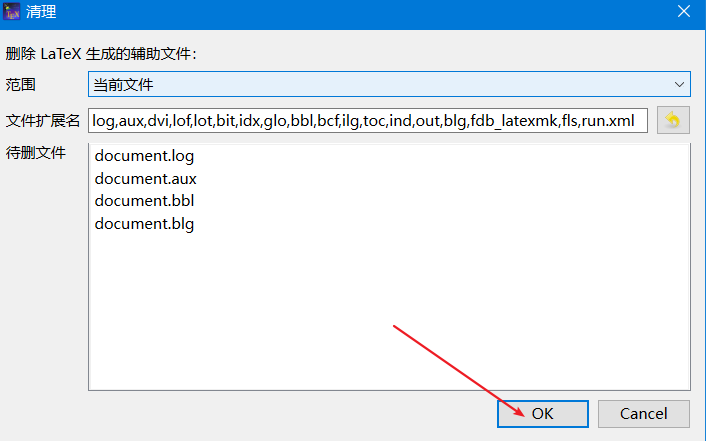 清理
删除 LaTeX 生成的辅助文件：
范围 当前文件
文件扩展名 log,aux,dvi,lof,lot,bit,idx,glo,bbl,bcf,ilg,toc,ind,out,blg,fdb_latexmk,fls,run.xml
待删文件 document.log
document.aux
document.bbl
document.blg
OK Cancel